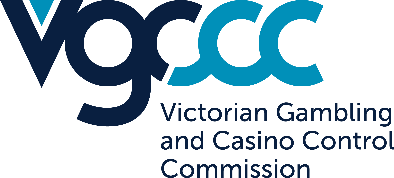 vgccc
Victorian Gambling
and Casino Control
Commission